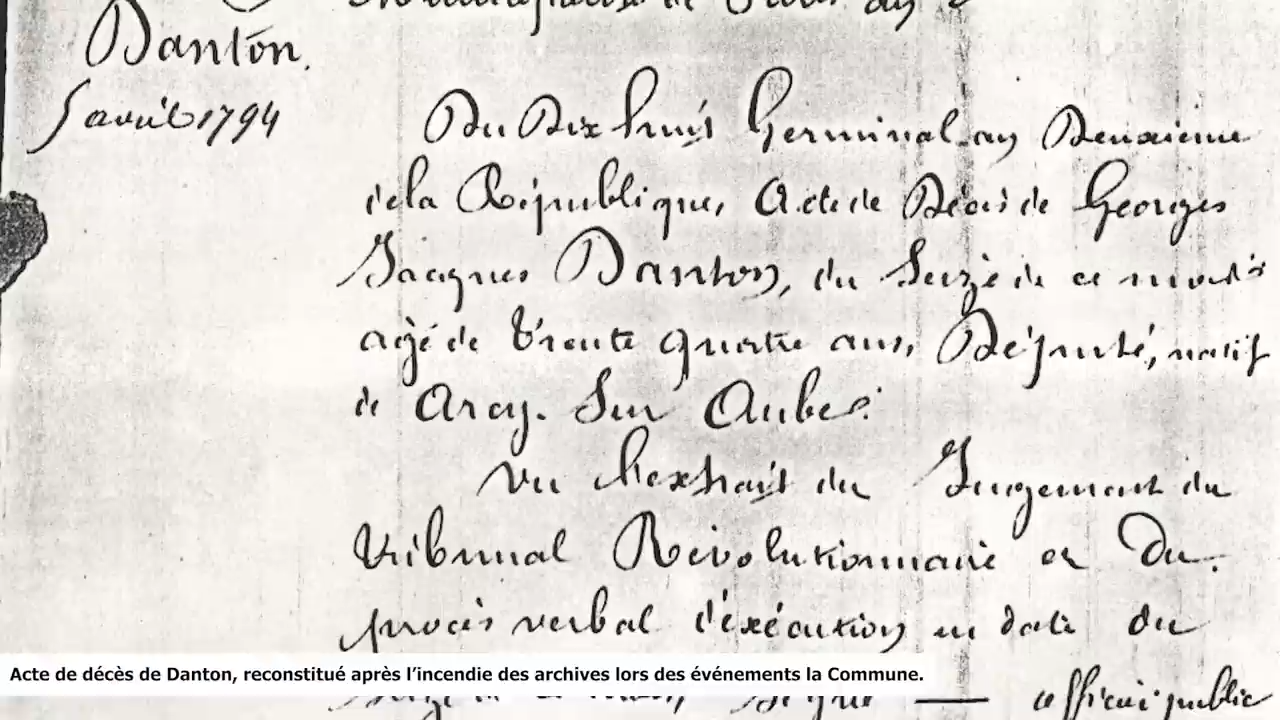 Danton.
5 avril 1794
Du Dix huit Germinal an Deuxieme
de la République, Acte de Décès de Georges
Jacques Danton, du Seize de ce mois
agé de trente quatre ans, Député, natif
de Arcy. Sur Aube.
Vu l'extrait du Jugement du
Tribunal Révolutionnaire et du
procès verbal d'éxécution en date du
officier public
Acte de décès de Danton, reconstitué après l'incendie des archives lors des événements la Commune.